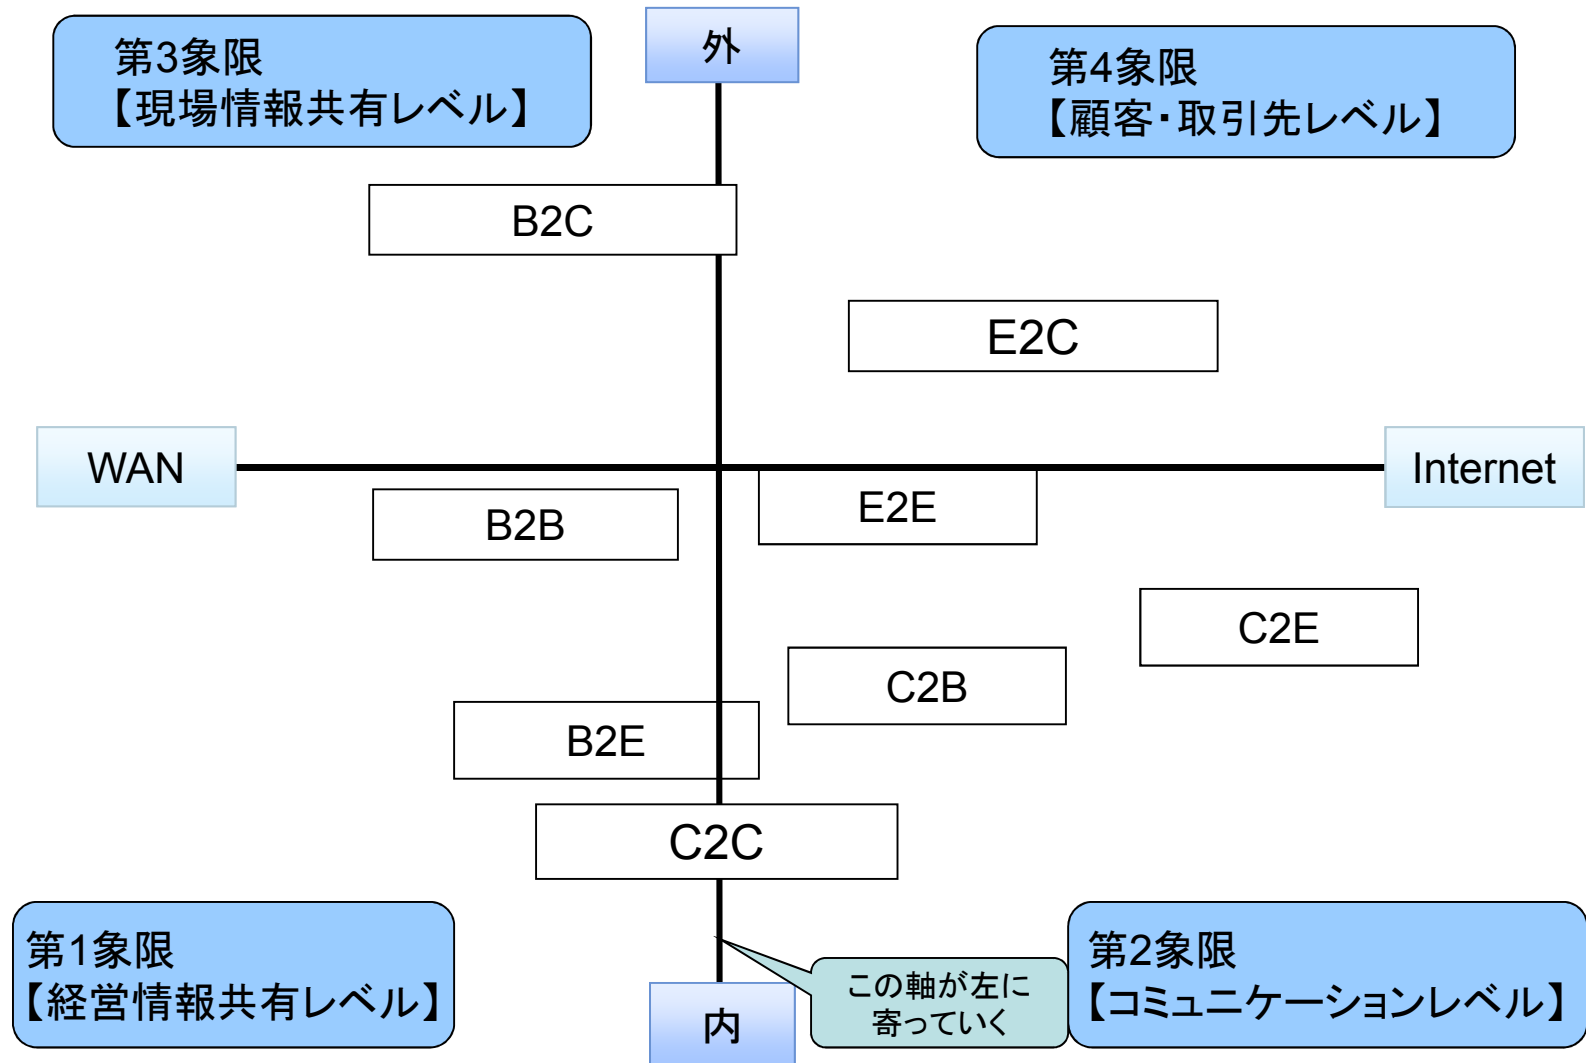 第3象限
【現場情報共有レベル】
外
第4象限
【顧客・取引先レベル】
B2C
E2C
WAN
Internet
B2B
E2E
C2E
C2B
B2E
C2C
第1象限
【経営情報共有レベル】
内
この軸が左に
寄っていく
第2象限
【コミュニケーションレベル】